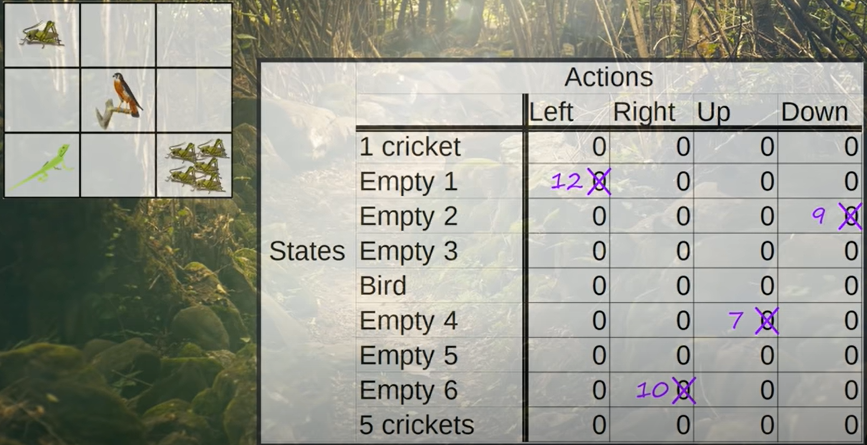 Actions
Left Right Up Down
1 cricket 0 0 0 0
Empty 1 12 0 0 0 0
Empty 2 0 0 0 9 0
States Empty 3 0 0 0 0
Bird 0 0 0 0
Empty 4 0 0 7 0 0
Empty 5 0 0 0 0
Empty 6 0 10 0 0 0
5 crickets 0 0 0 0